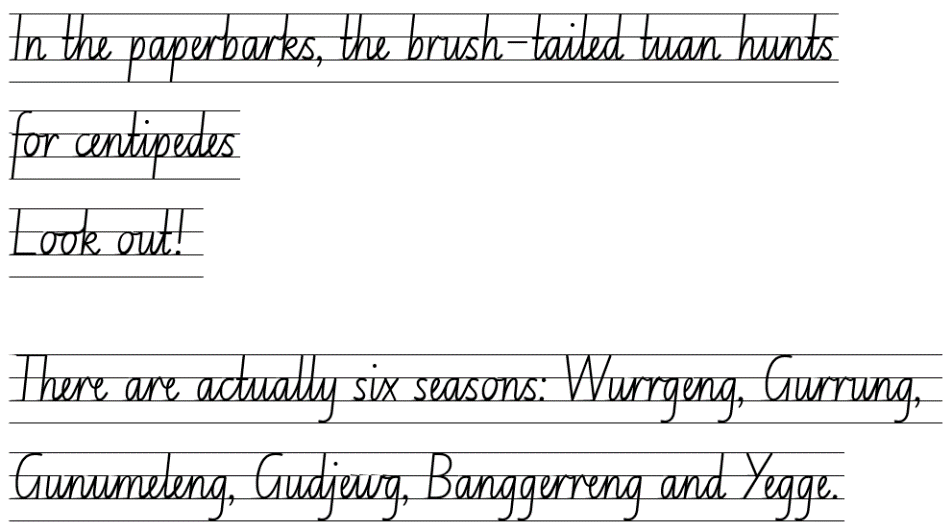 In the paperbarks, the brush-tailed tuan hunts
for centipedes
Look out!
There are actually six seasons: Wurrgeng, Gurrung,
Gunumeleng, Gudjewg, Banggerreng and Yegge.